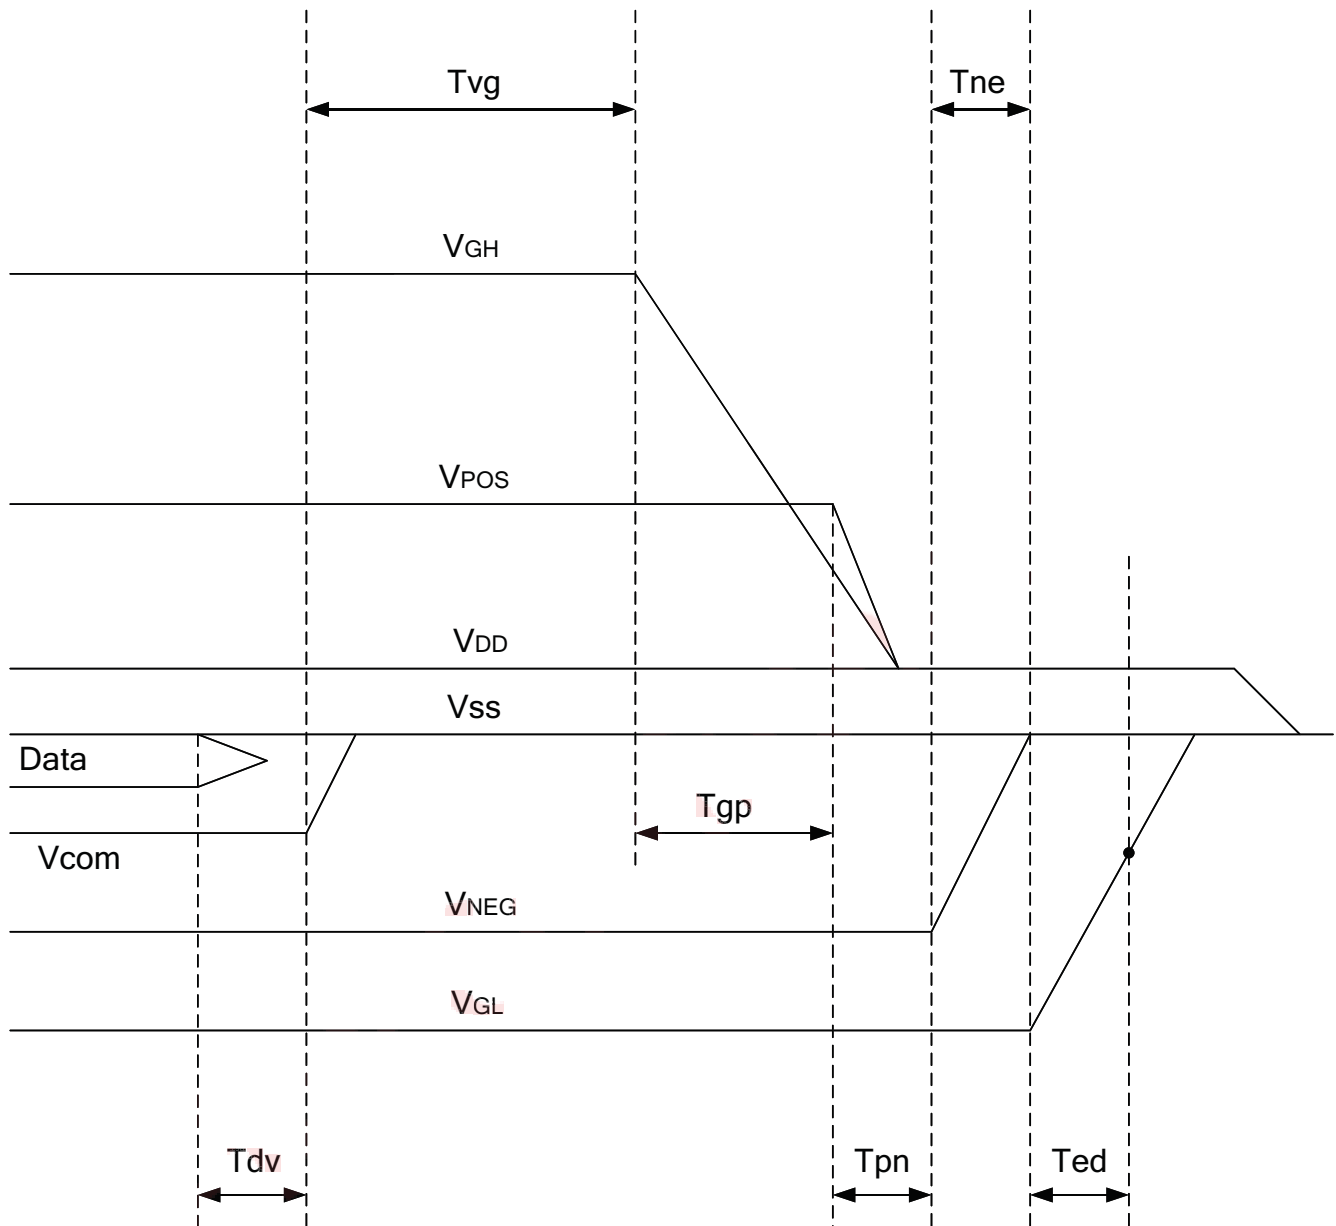 Tvg
Tne
VGH
VPOS
VDD
Vss
Data
Tgp
Vcom
VNEG
VGL
Tdv
Tpn
Ted